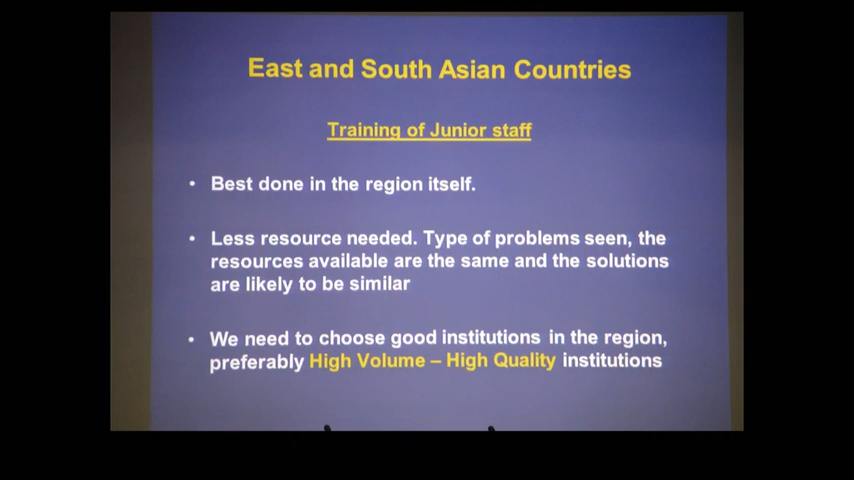 East and South Asian Countries
Training of Junior staff
• Best done in the region itself.
• Less resource needed. Type of problems seen, the
resources available are the same and the solutions
are likely to be similar
• We need to choose good institutions in the region,
preferably High Volume – High Quality institutions